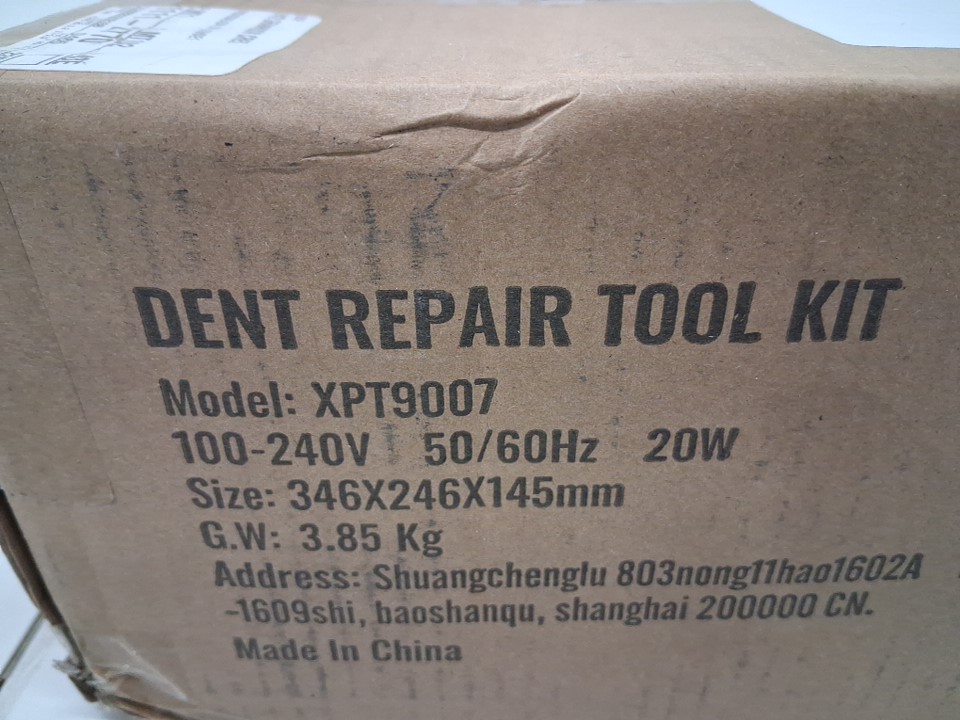 DENT REPAIR TOOL KIT
Model: XPT9007
100-240V 50/60Hz 20W
Size: 346X246X145mm
G.W: 3.85 Kg
Address: Shuangchenglu 803nong11hao1602A
-1609shi, baoshanqu, shanghai 200000 CN.
Made In China